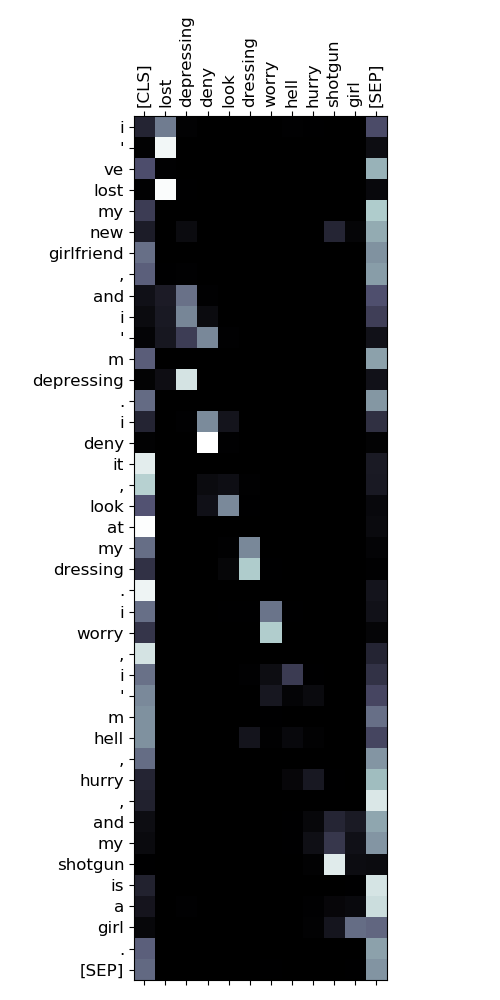 [CLS]
lost
depressing
deny
look
dressing
worry
hell
hurry
shotgun
girl
[SEP]
i
'
ve
lost
my
new
girlfriend
,
and
i
'
m
depressing
.
i
deny
it
,
look
at
my
dressing
.
i
worry
,
i
'
m
hell
,
hurry
,
and
my
shotgun
is
a
girl
.
[SEP]